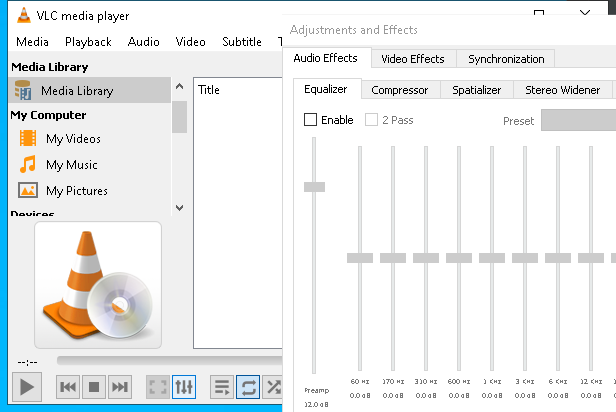 VLC media player
Media Playback Audio Video Subtitle
Media Library
Media Library
My Computer
My Videos
My Music
My Pictures
Devices
Title
--:--
Adjustments and Effects
Audio Effects Video Effects Synchronization
Equalizer Compressor Spatializer Stereo Widener
Enable 2 Pass Preset
60 Hz 170 Hz 310 Hz 600 Hz 1 KHz 3 KHz 6 KHz 12 KHz
Preamp 0.0 dB 0.0 dB 0.0 dB 0.0 dB 0.0 dB 0.0 dB 0.0 dB 0.0 dB
12.0 dB